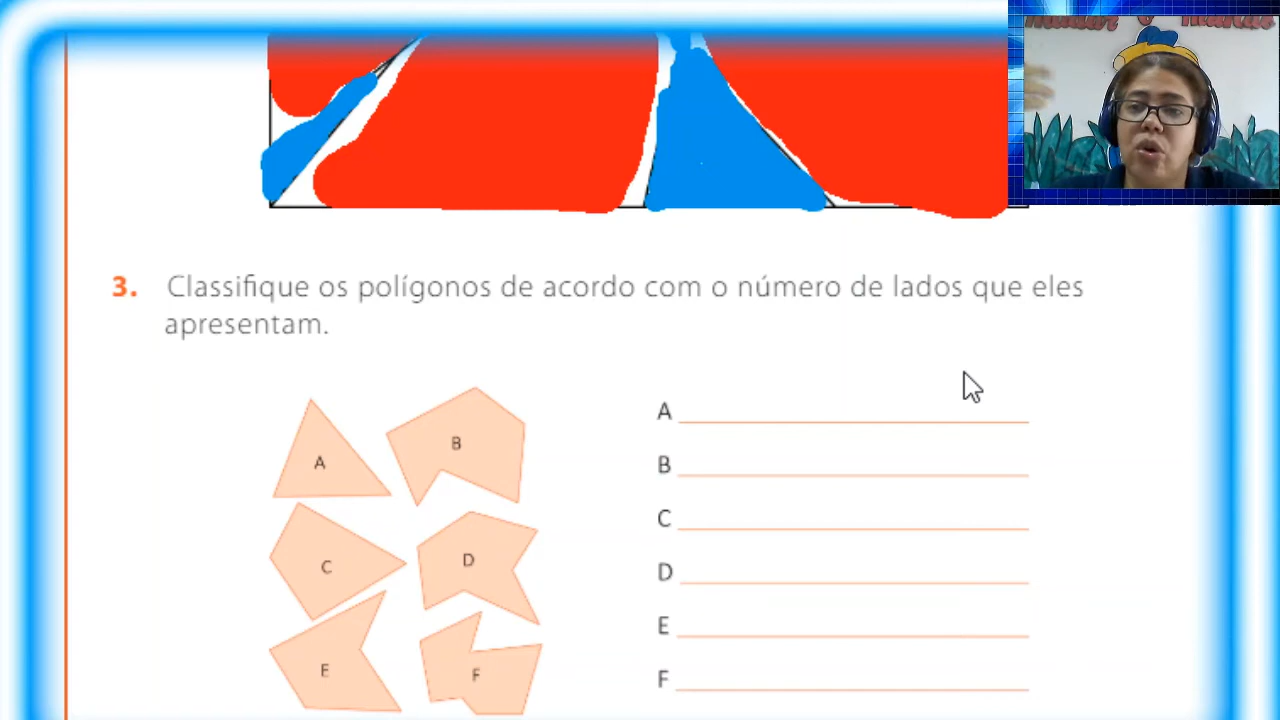 3. Classifique os polígonos de acordo com o número de lados que eles
apresentam.
A
B
C
D
E
F
A
B
C
D
E
F